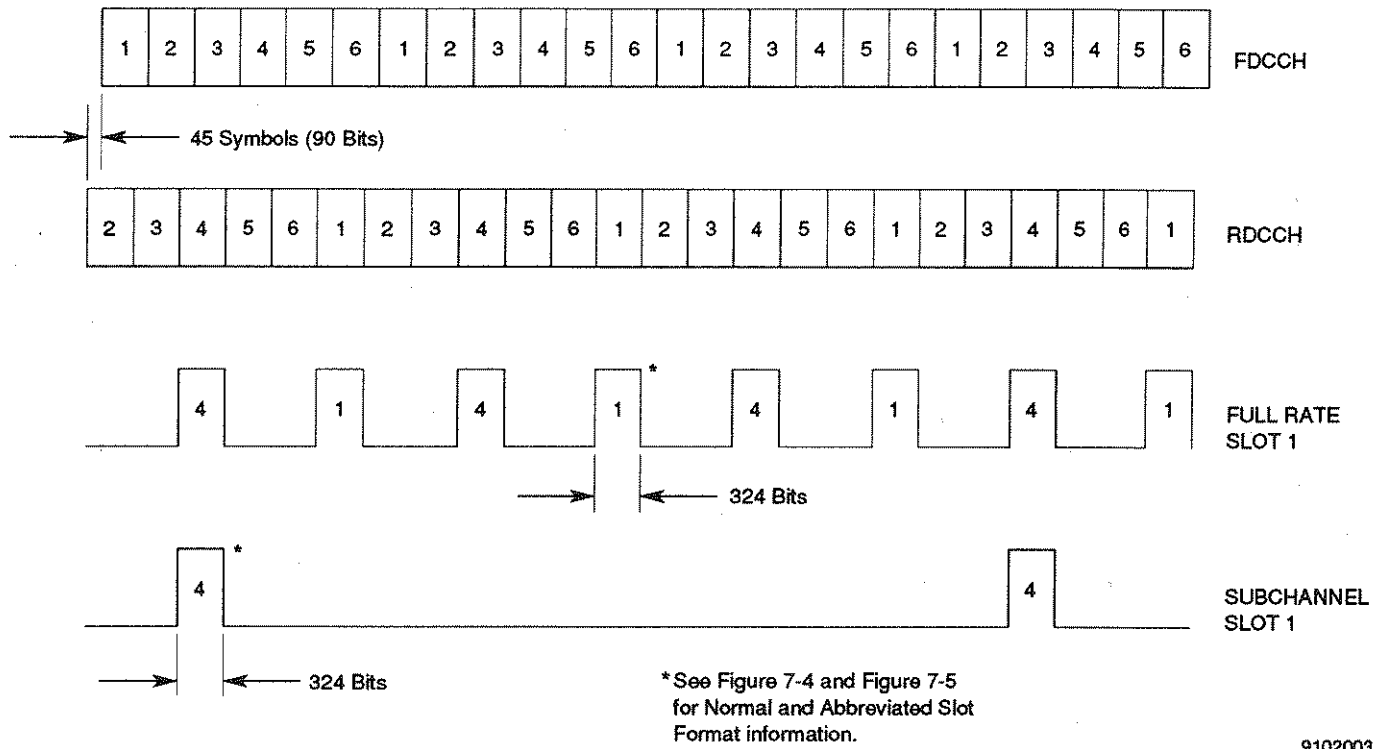 1 2 3 4 5 6 1 2 3 4 5 6 1 2 3 4 5 6 1 2 3 4 5 6 FDCCH
45 Symbols (90 Bits)
2 3 4 5 6 1 2 3 4 5 6 1 2 3 4 5 6 1 2 3 4 5 6 1 RDCCH
*
4 1 4 1 4 1 4 1 FULL RATE
SLOT 1
324 Bits
*
4 4 SUBCHANNEL
SLOT 1
324 Bits
*See Figure 7-4 and Figure 7-5
for Normal and Abbreviated Slot
Format information.
9102003